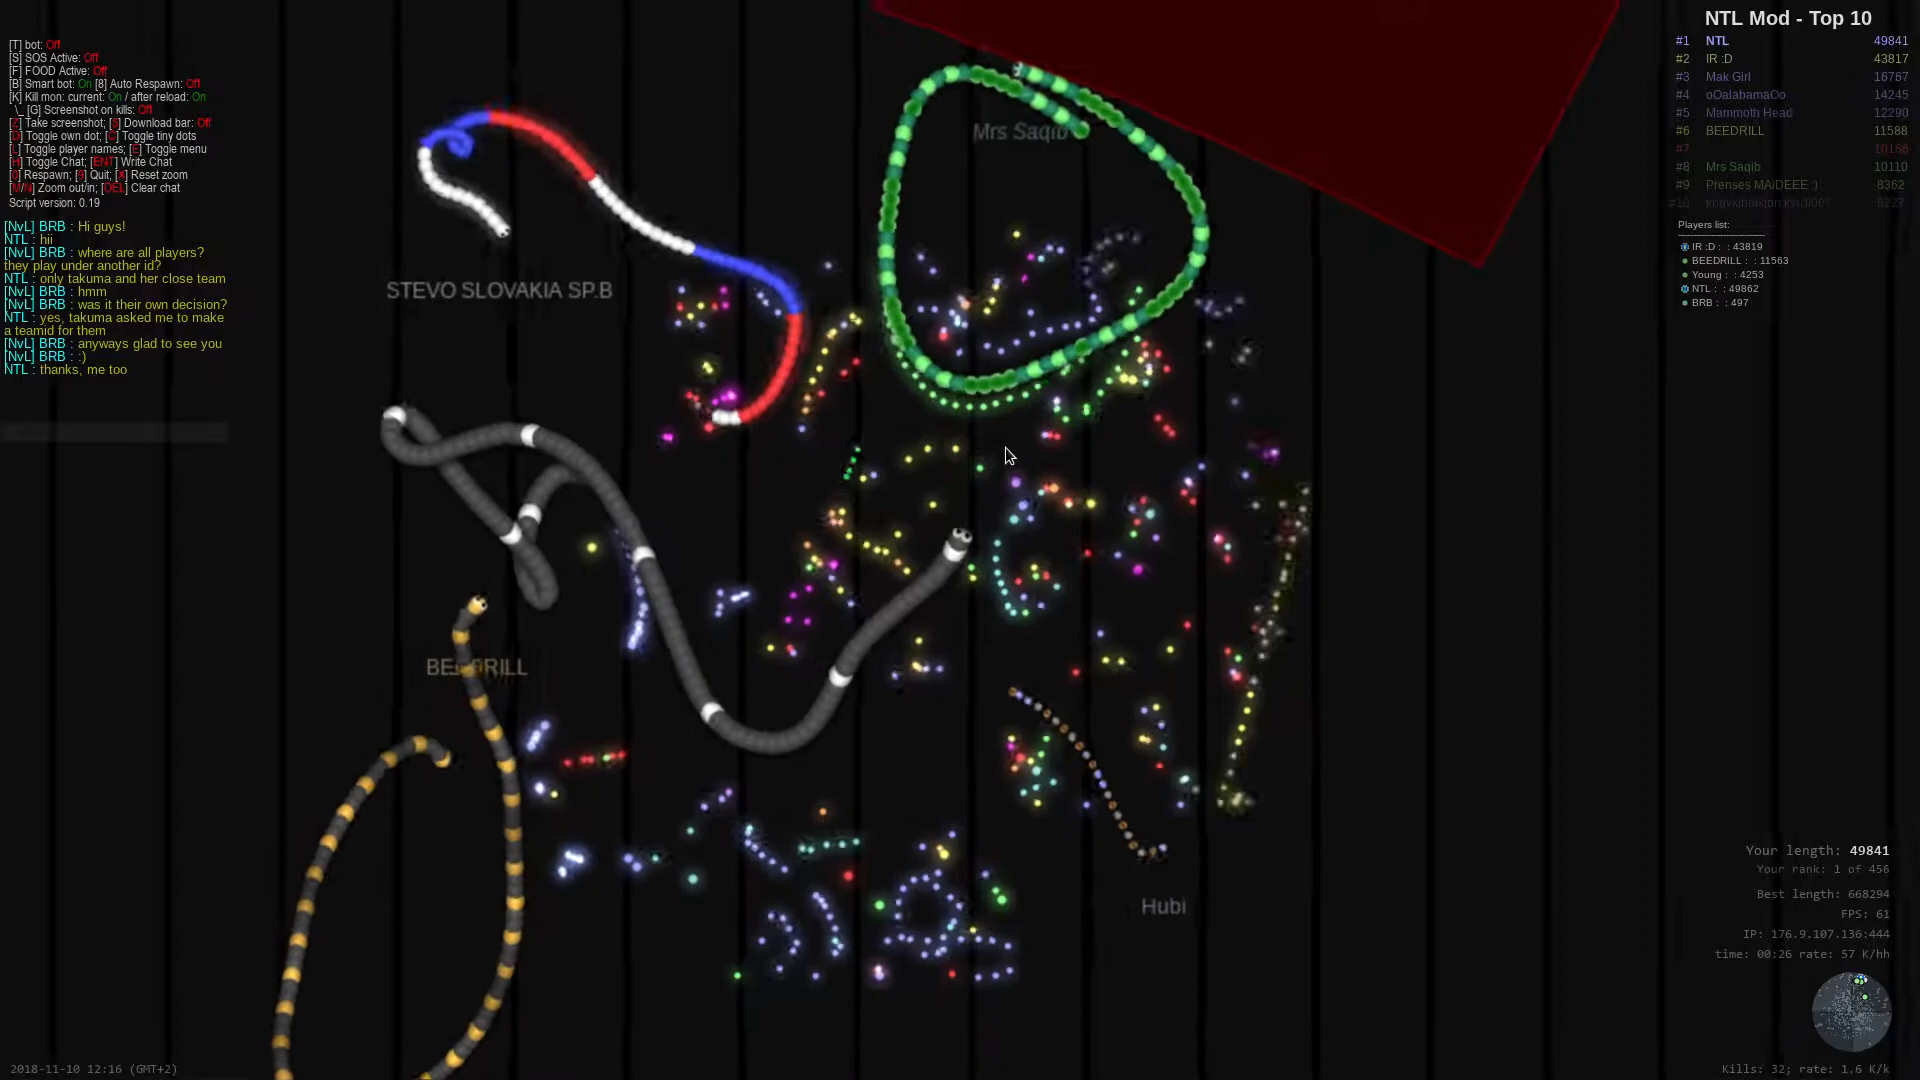 [T] bot: Off
[S] SOS Active: Off
[F] FOOD Active: Off
[B] Smart bot: On [8] Auto Respawn: Off
[K] Kill mon: current: On / after reload: On
\_ [G] Screenshot on kills: Off
[Z] Take screenshot; [5] Download bar: Off
[D] Toggle own dot; [C] Toggle tiny dots
[L] Toggle player names; [E] Toggle menu
[H] Toggle Chat; [ENT] Write Chat
[0] Respawn; [9] Quit; [X] Reset zoom
[M/N] Zoom out/in; [DEL] Clear chat
Script version: 0.19
[NvL] BRB : Hi guys!
NTL : hii
[NvL] BRB : where are all players?
they play under another id?
NTL : only takuma and her close team
[NvL] BRB : hmm
[NvL] BRB : was it their own decision?
NTL : yes, takuma asked me to make
a teamid for them
[NvL] BRB : anyways glad to see you
[NvL] BRB : :)
NTL : thanks, me too
Mrs Saqib
STEVO SLOVAKIA SP.B
BEEDRILL
Hubi
NTL Mod - Top 10
#1 NTL 49841
#2 IR :D 43817
#3 Mak Girl 16767
#4 oOalabamaOo 14245
#5 Mammoth Head 12290
#6 BEEDRILL 11588
#7 10166
#8 Mrs Saqib 10110
#9 Prenses MAiDEEE :) 8362
#10
Players list:
IR :D : : 43819
BEEDRILL : : 11563
Young : : 4253
NTL : : 49862
BRB : : 497
Your length: 49841
Your rank: 1 of 456
Best length: 668294
FPS: 61
IP: 176.9.107.136:444
time: 00:26 rate: 57 K/hh
Kills: 32; rate: 1.6 K/k
2018-11-10 12:16 (GMT+2)